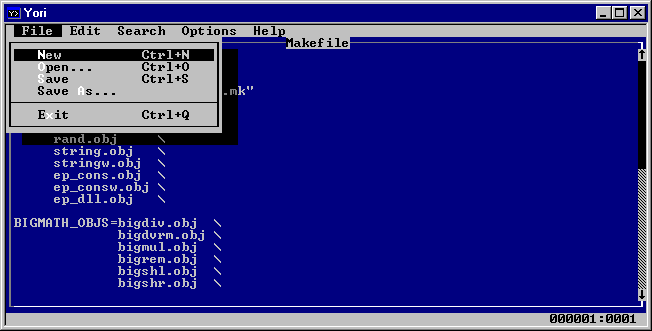 Yori
File Edit Search Options Help
Makefile
New Ctrl+N
Open... Ctrl+O
Save Ctrl+S
Save As...
.mk"
Exit Ctrl+Q
rand.obj \
string.obj \
stringw.obj \
ep_cons.obj \
ep_consw.obj \
ep_dll.obj \
BIGMATH_OBJS=bigdiv.obj \
bigdvrm.obj \
bigmul.obj \
bigrem.obj \
bigshl.obj \
bigshr.obj \
000001:0001